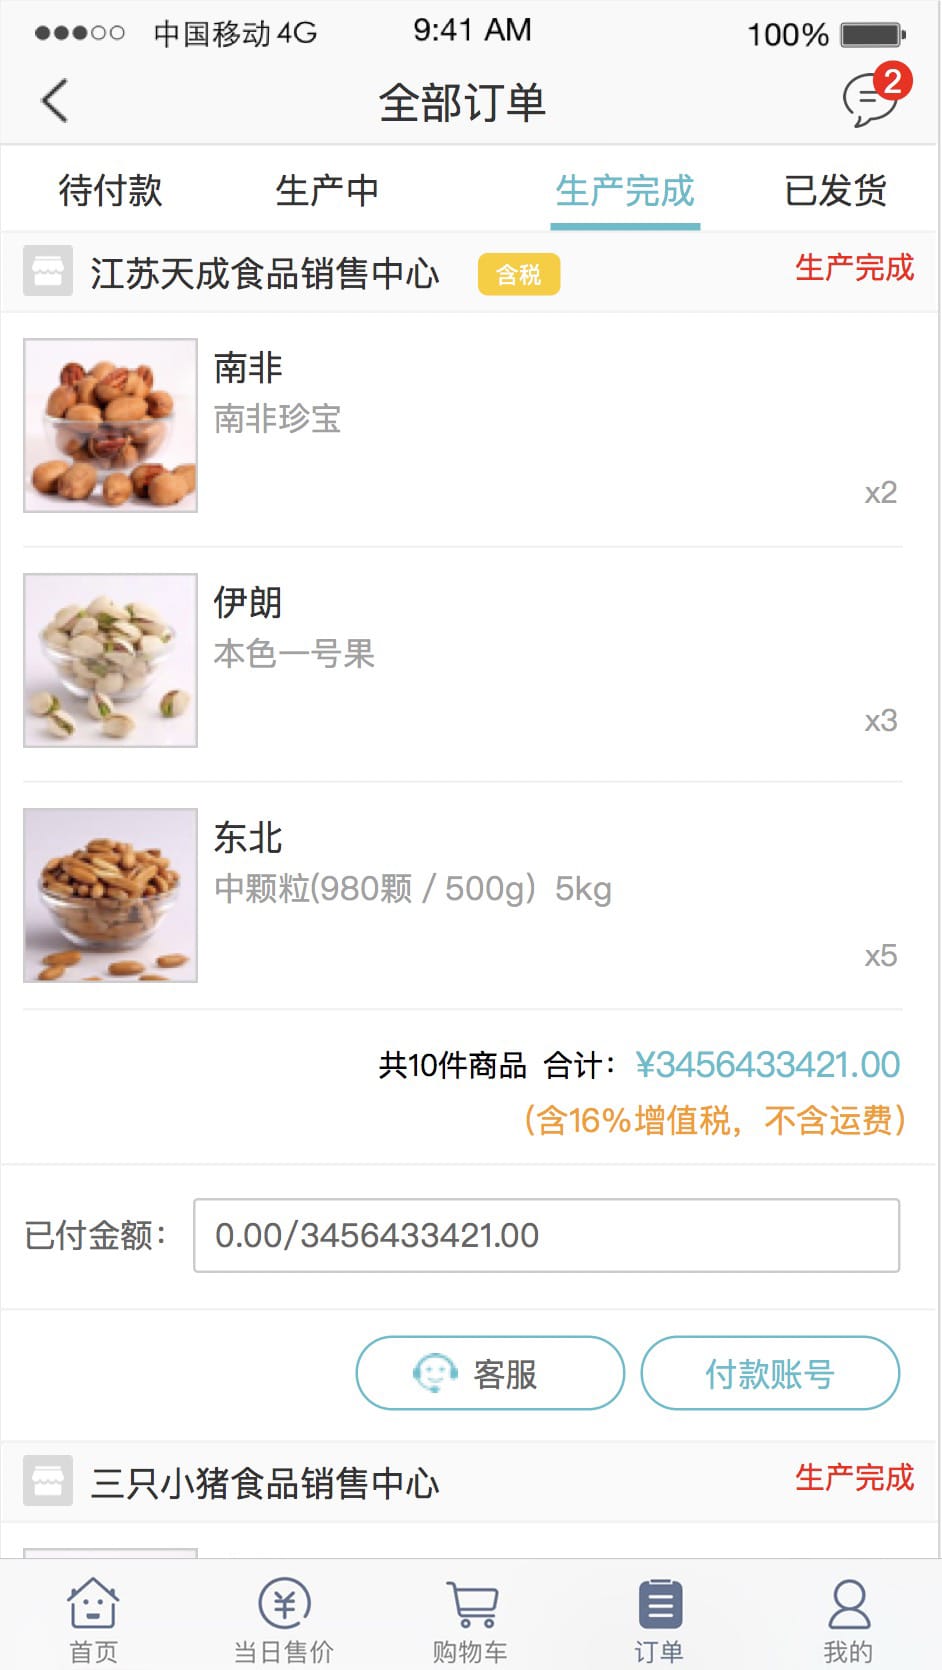 中国移动4G 9:41 AM 100%
全部订单 2
待付款 生产中 生产完成 已发货
江苏天成食品销售中心 含税 生产完成
南非
南非珍宝
x2
伊朗
本色一号果
x3
东北
中颗粒(980颗 / 500g）5kg
x5
共10件商品 合计：¥3456433421.00
（含16%增值税，不含运费）
已付金额： 0.00/3456433421.00
客服 付款账号
三只小猪食品销售中心 生产完成
首页 当日售价 购物车 订单 我的